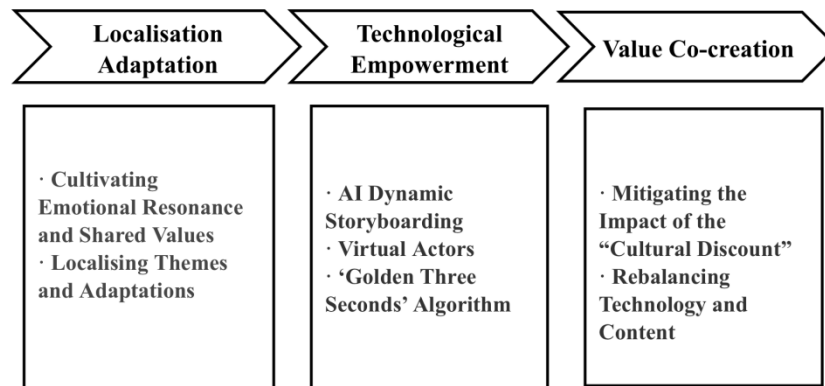 Localisation
Adaptation
Technological
Empowerment
Value Co-creation
· Cultivating
Emotional Resonance
and Shared Values
· Localising Themes
and Adaptations
· AI Dynamic
Storyboarding
· Virtual Actors
· ‘Golden Three
Seconds’ Algorithm
· Mitigating the
Impact of the
“Cultural Discount”
· Rebalancing
Technology and
Content